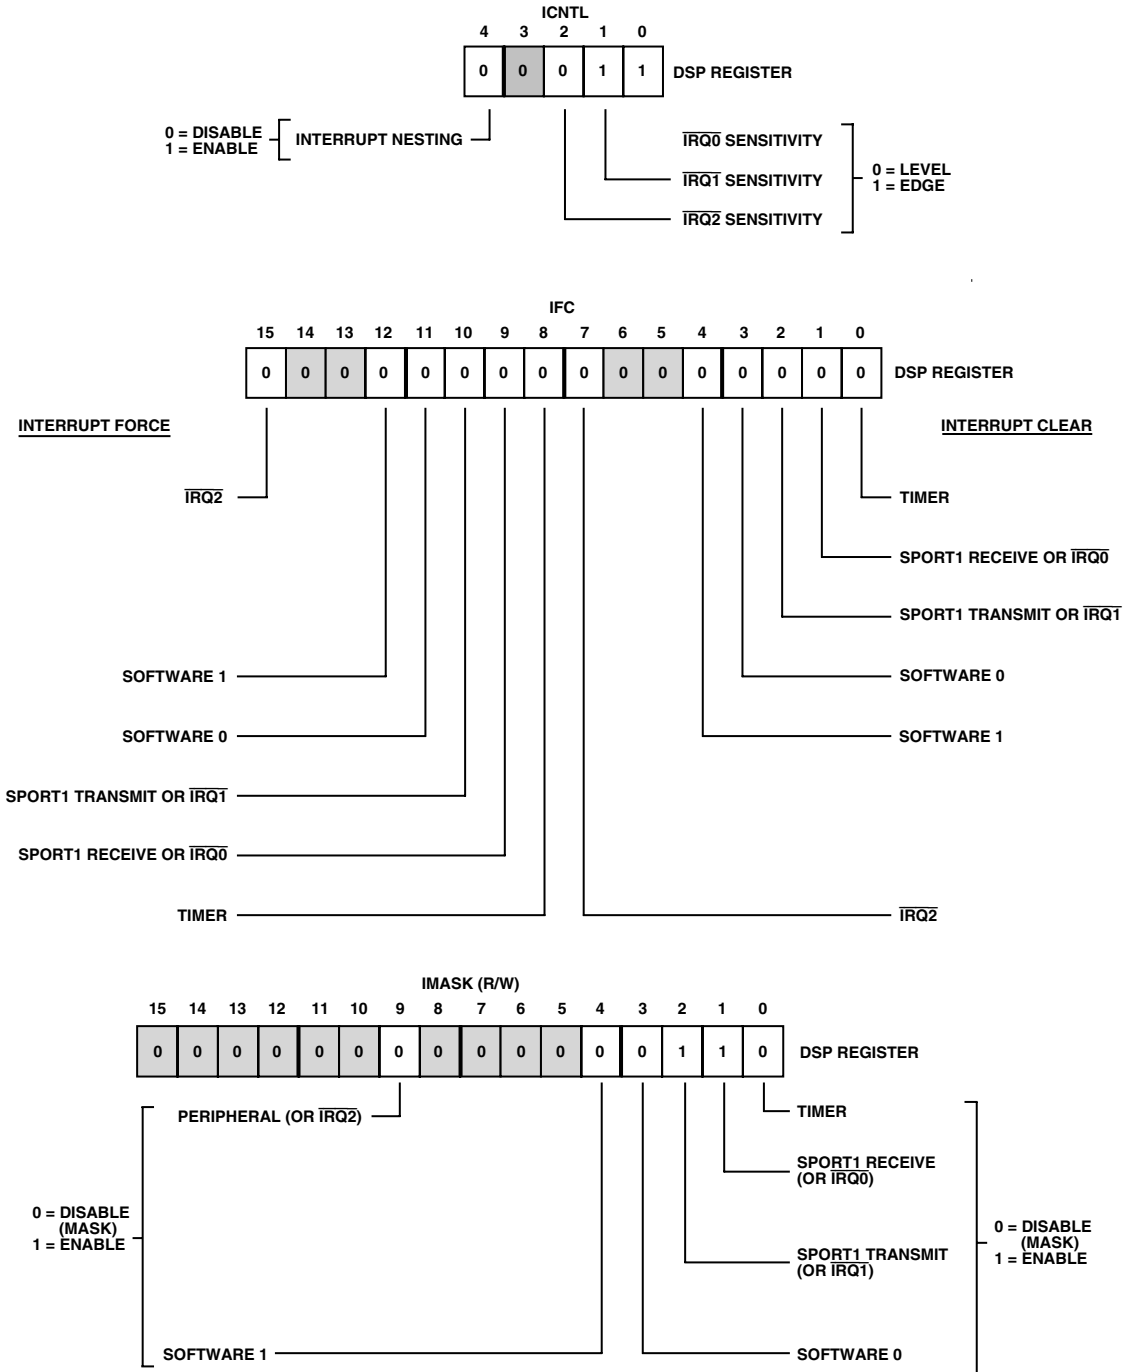 ICNTL
4 3 2 1 0
0 0 0 1 1 DSP REGISTER
0 = DISABLE
1 = ENABLE
INTERRUPT NESTING
IRQ0 SENSITIVITY
IRQ1 SENSITIVITY
IRQ2 SENSITIVITY
0 = LEVEL
1 = EDGE
IFC
15 14 13 12 11 10 9 8 7 6 5 4 3 2 1 0
0 0 0 0 0 0 0 0 0 0 0 0 0 0 0 0 DSP REGISTER
INTERRUPT FORCE
INTERRUPT CLEAR
IRQ2
TIMER
SPORT1 RECEIVE OR IRQ0
SPORT1 TRANSMIT OR IRQ1
SOFTWARE 1
SOFTWARE 0
SOFTWARE 0
SOFTWARE 1
SPORT1 TRANSMIT OR IRQ1
SPORT1 RECEIVE OR IRQ0
TIMER
IRQ2
IMASK (R/W)
15 14 13 12 11 10 9 8 7 6 5 4 3 2 1 0
0 0 0 0 0 0 0 0 0 0 0 0 0 1 1 0 DSP REGISTER
PERIPHERAL (OR IRQ2)
TIMER
SPORT1 RECEIVE
(OR IRQ0)
0 = DISABLE
(MASK)
1 = ENABLE
0 = DISABLE
(MASK)
1 = ENABLE
SPORT1 TRANSMIT
(OR IRQ1)
SOFTWARE 1
SOFTWARE 0